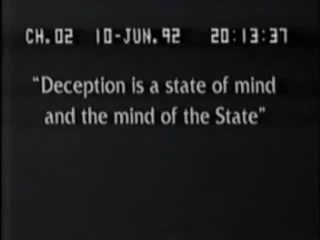 CH.02 10-JUN.92 20:13:37
“Deception is a state of mind
and the mind of the State”